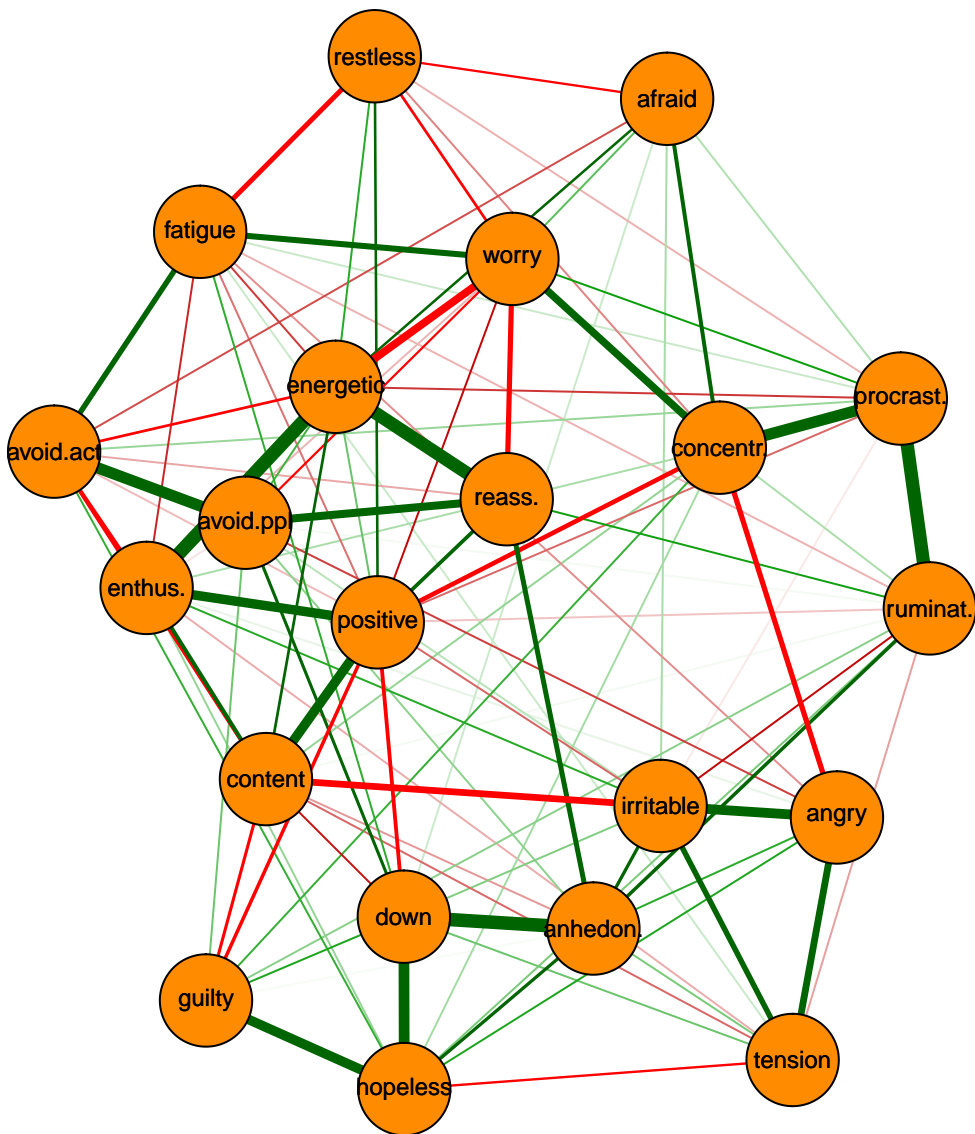 restless
afraid
fatigue
worry
energetic
procrast.
avoid.act
concentr.
reass.
avoid.ppl
enthus.
ruminat.
positive
content
irritable
angry
down
anhedon.
guilty
tension
hopeless